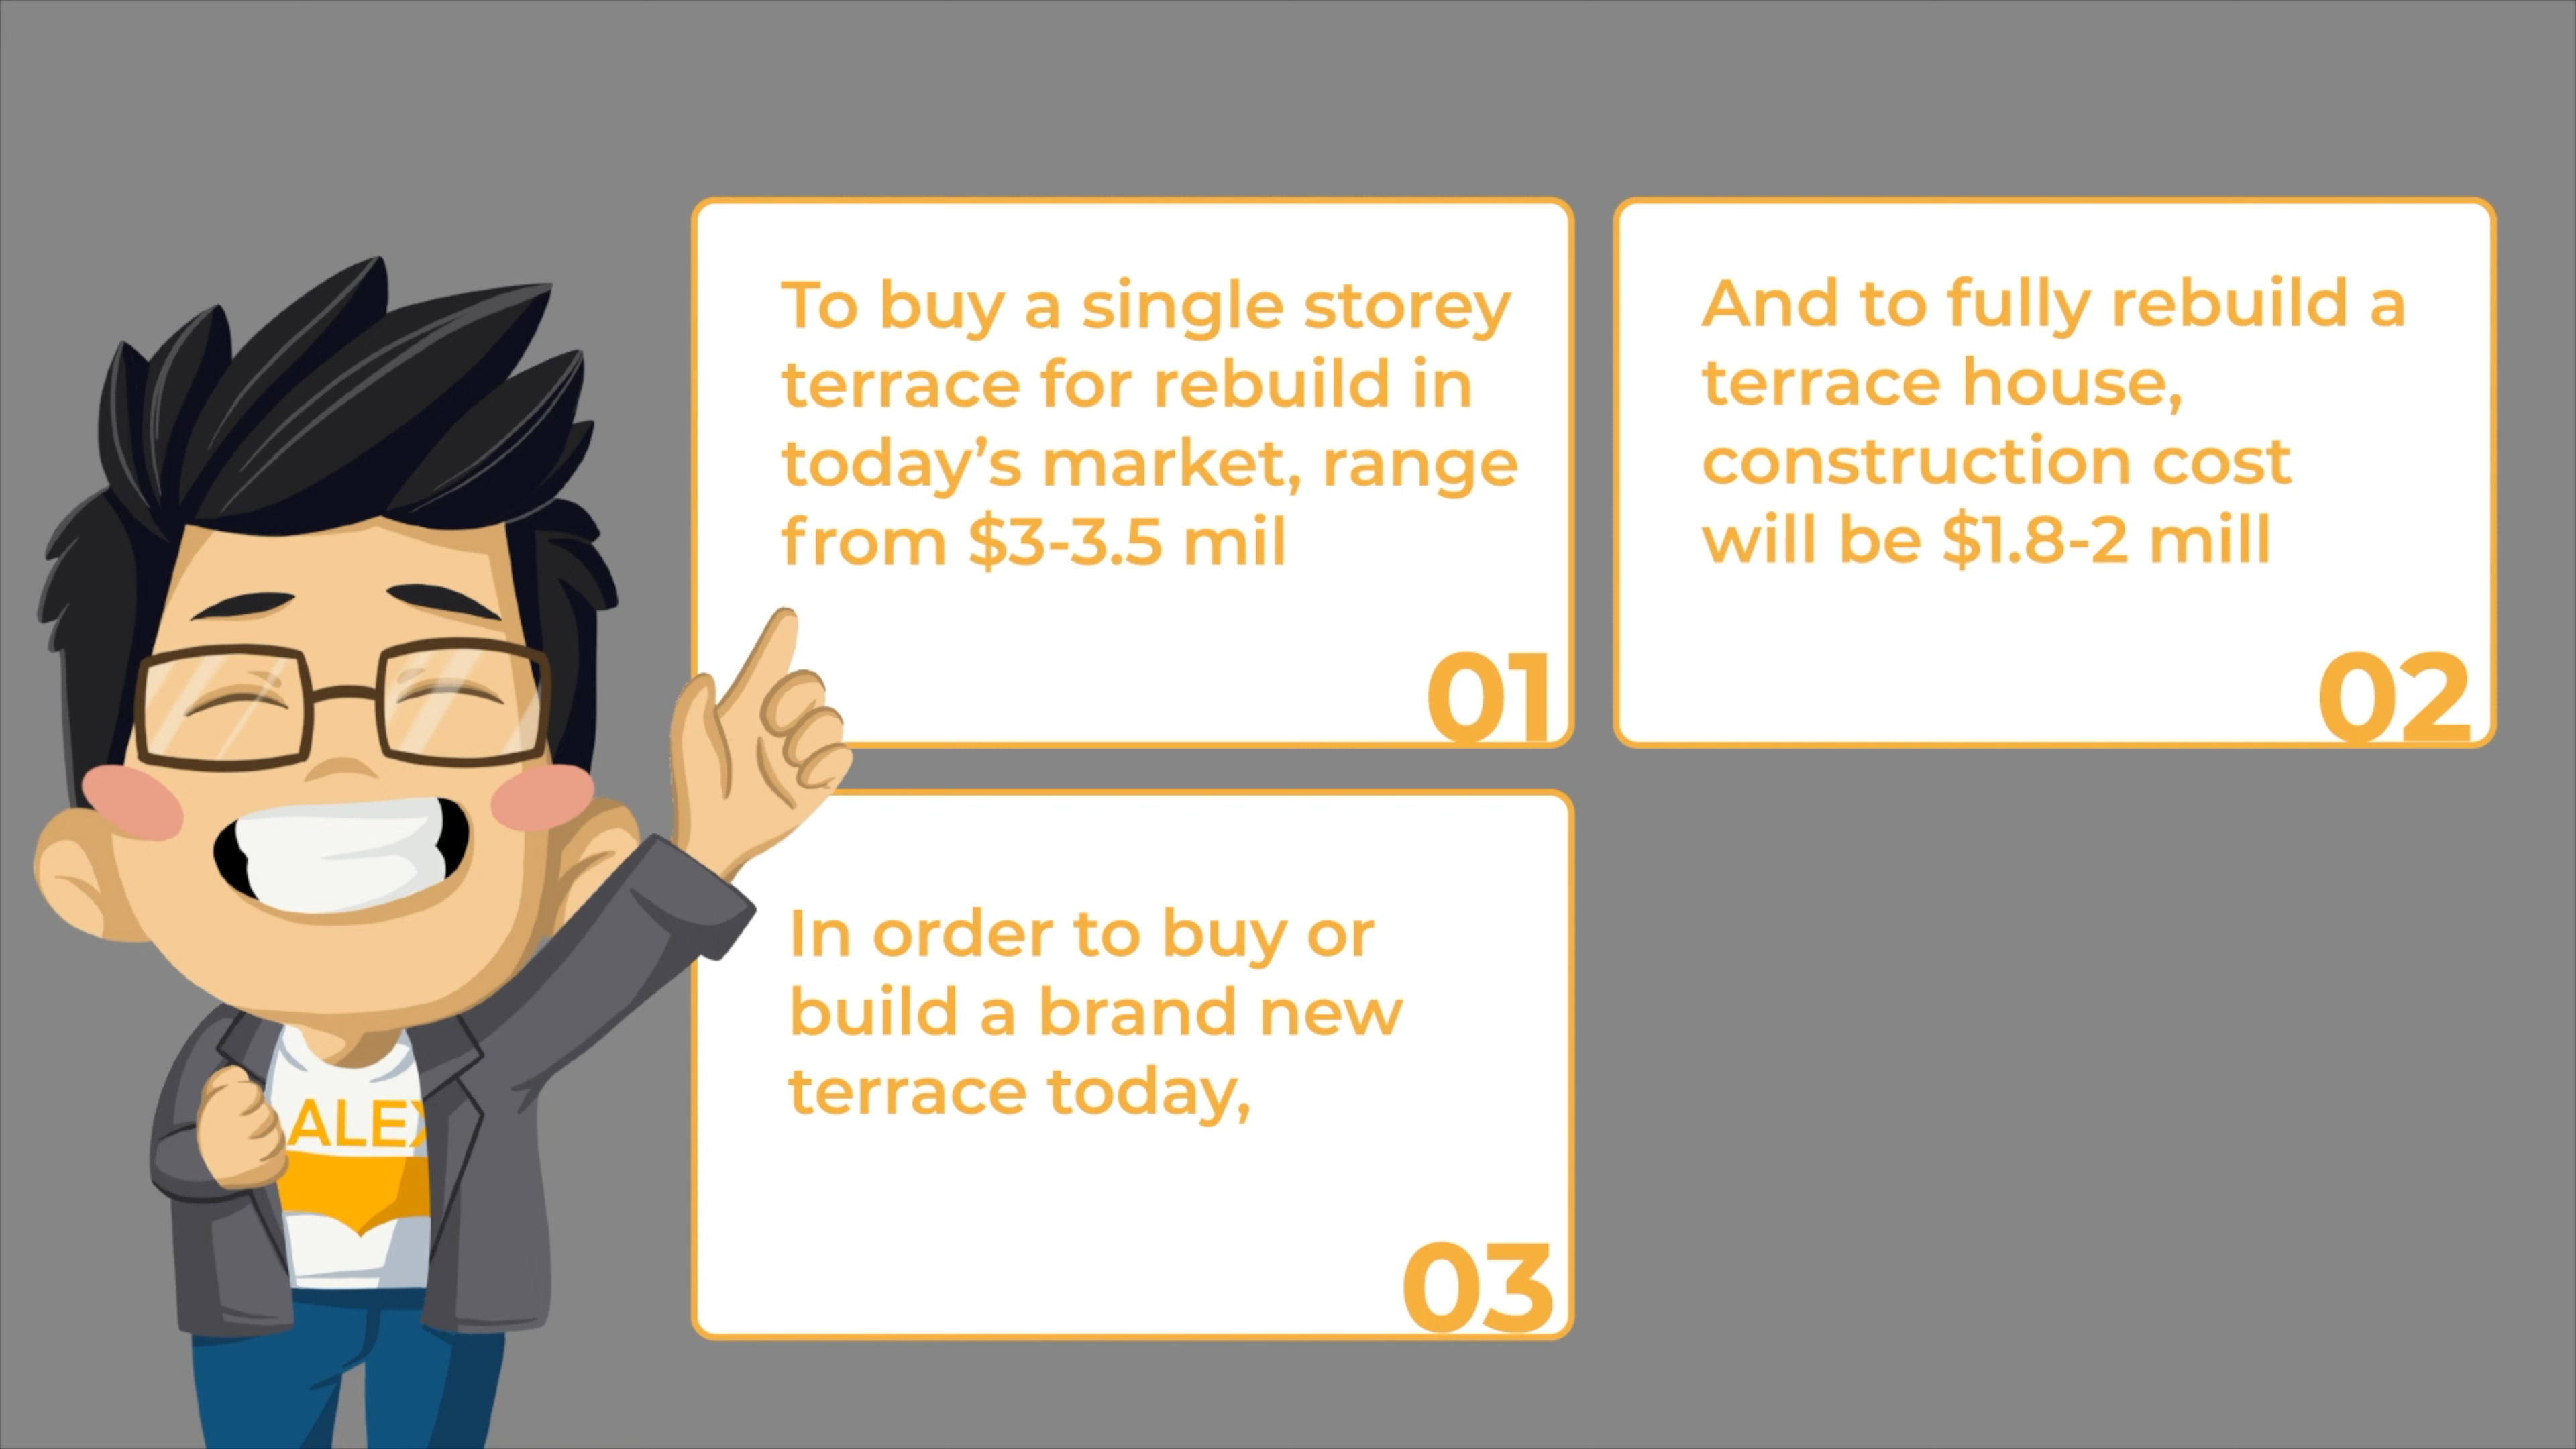 To buy a single storey
terrace for rebuild in
today's market, range
from $3-3.5 mil
01
And to fully rebuild a
terrace house,
construction cost
will be $1.8-2 mill
02
In order to buy or
build a brand new
terrace today,
03
ALEX